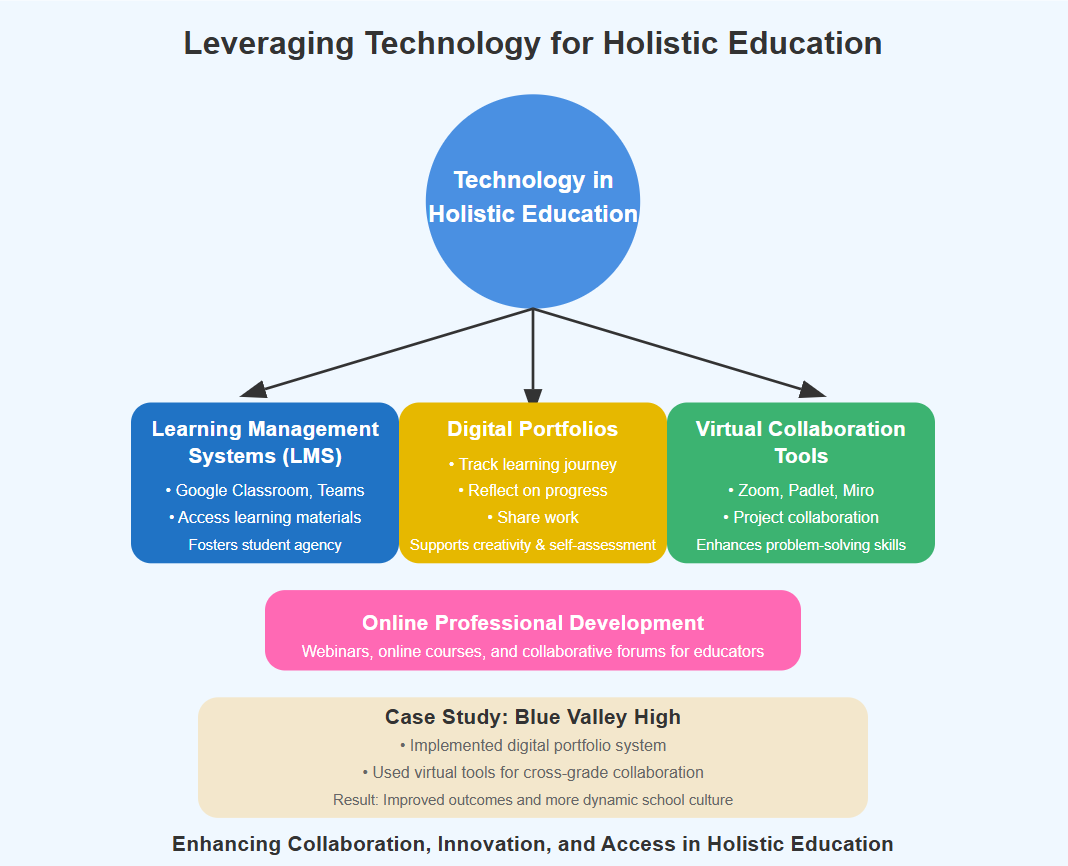 Leveraging Technology for Holistic Education
Technology in
Holistic Education
Learning Management
Systems (LMS)
• Google Classroom, Teams
• Access learning materials
Fosters student agency
Digital Portfolios
• Track learning journey
• Reflect on progress
• Share work
Supports creativity & self-assessment
Virtual Collaboration
Tools
• Zoom, Padlet, Miro
• Project collaboration
Enhances problem-solving skills
Online Professional Development
Webinars, online courses, and collaborative forums for educators
Case Study: Blue Valley High
• Implemented digital portfolio system
• Used virtual tools for cross-grade collaboration
Result: Improved outcomes and more dynamic school culture
Enhancing Collaboration, Innovation, and Access in Holistic Education